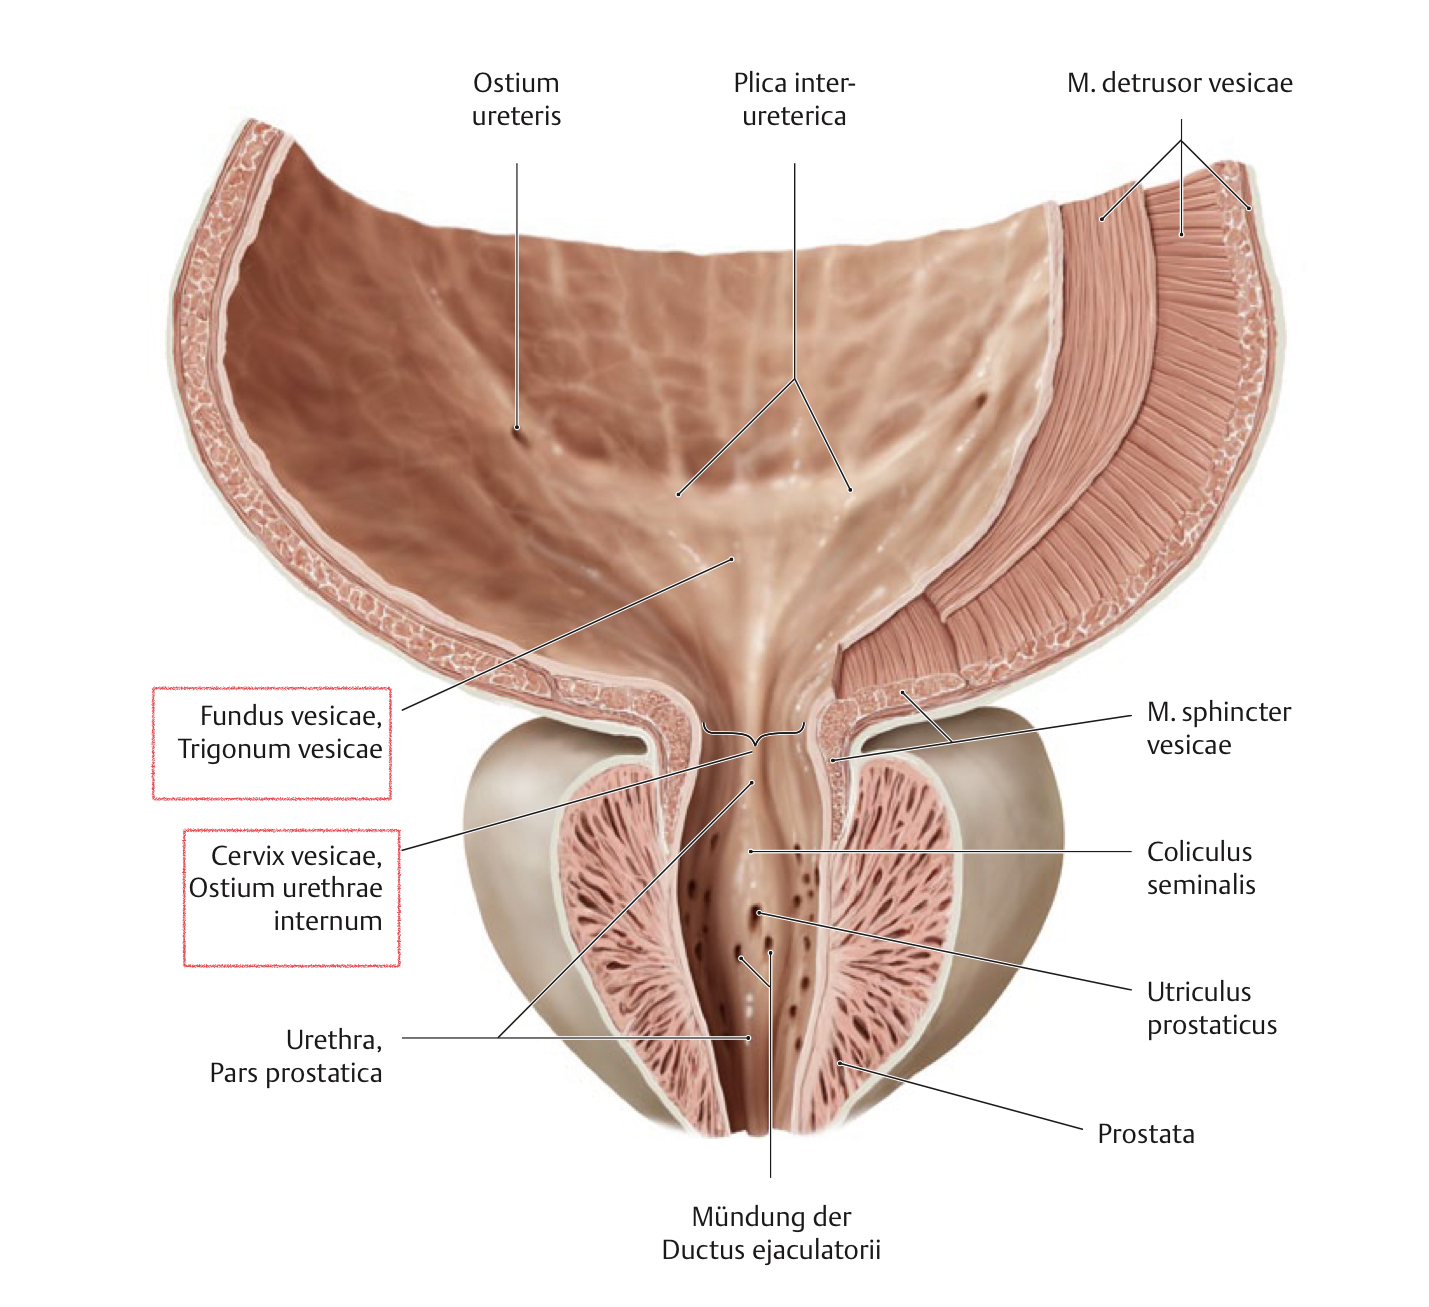 Ostium
ureteris
Plica inter-
ureterica
M. detrusor vesicae
Fundus vesicae,
Trigonum vesicae
M. sphincter
vesicae
Cervix vesicae,
Ostium urethrae
internum
Coliculus
seminalis
Utriculus
prostaticus
Urethra,
Pars prostatica
Prostata
Mündung der
Ductus ejaculatorii